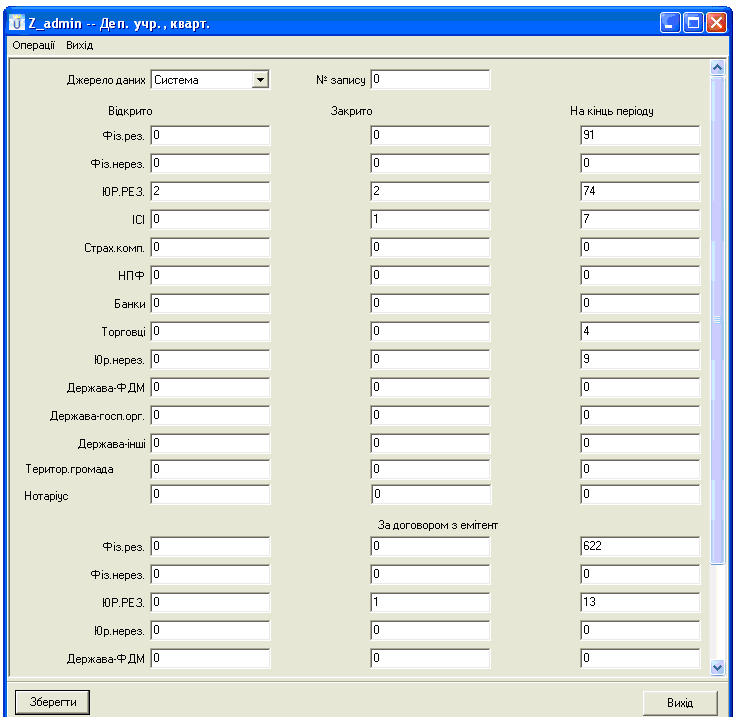 Z_admin -- Деп. учр., кварт.
Операції Вихід
Джерело даних Система № запису 0
Відкрито Закрито На кінць періоду
Фіз.рез. 0 0 91
Фіз.нерез. 0 0 0
ЮР.РЕЗ. 2 2 74
ІСІ 0 1 7
Страх.комп. 0 0 0
НПФ 0 0 0
Банки 0 0 0
Торговці 0 0 4
Юр.нерез. 0 0 9
Держава-ФДМ 0 0 0
Держава-госп.орг. 0 0 0
Держава-інші 0 0 0
Територ.громада 0 0 0
Нотаріус 0 0 0
За договором з емітент
Фіз.рез. 0 0 622
Фіз.нерез. 0 0 0
ЮР.РЕЗ. 0 1 13
Юр.нерез. 0 0 0
Держава-ФДМ 0 0 0
Зберегти Вихід